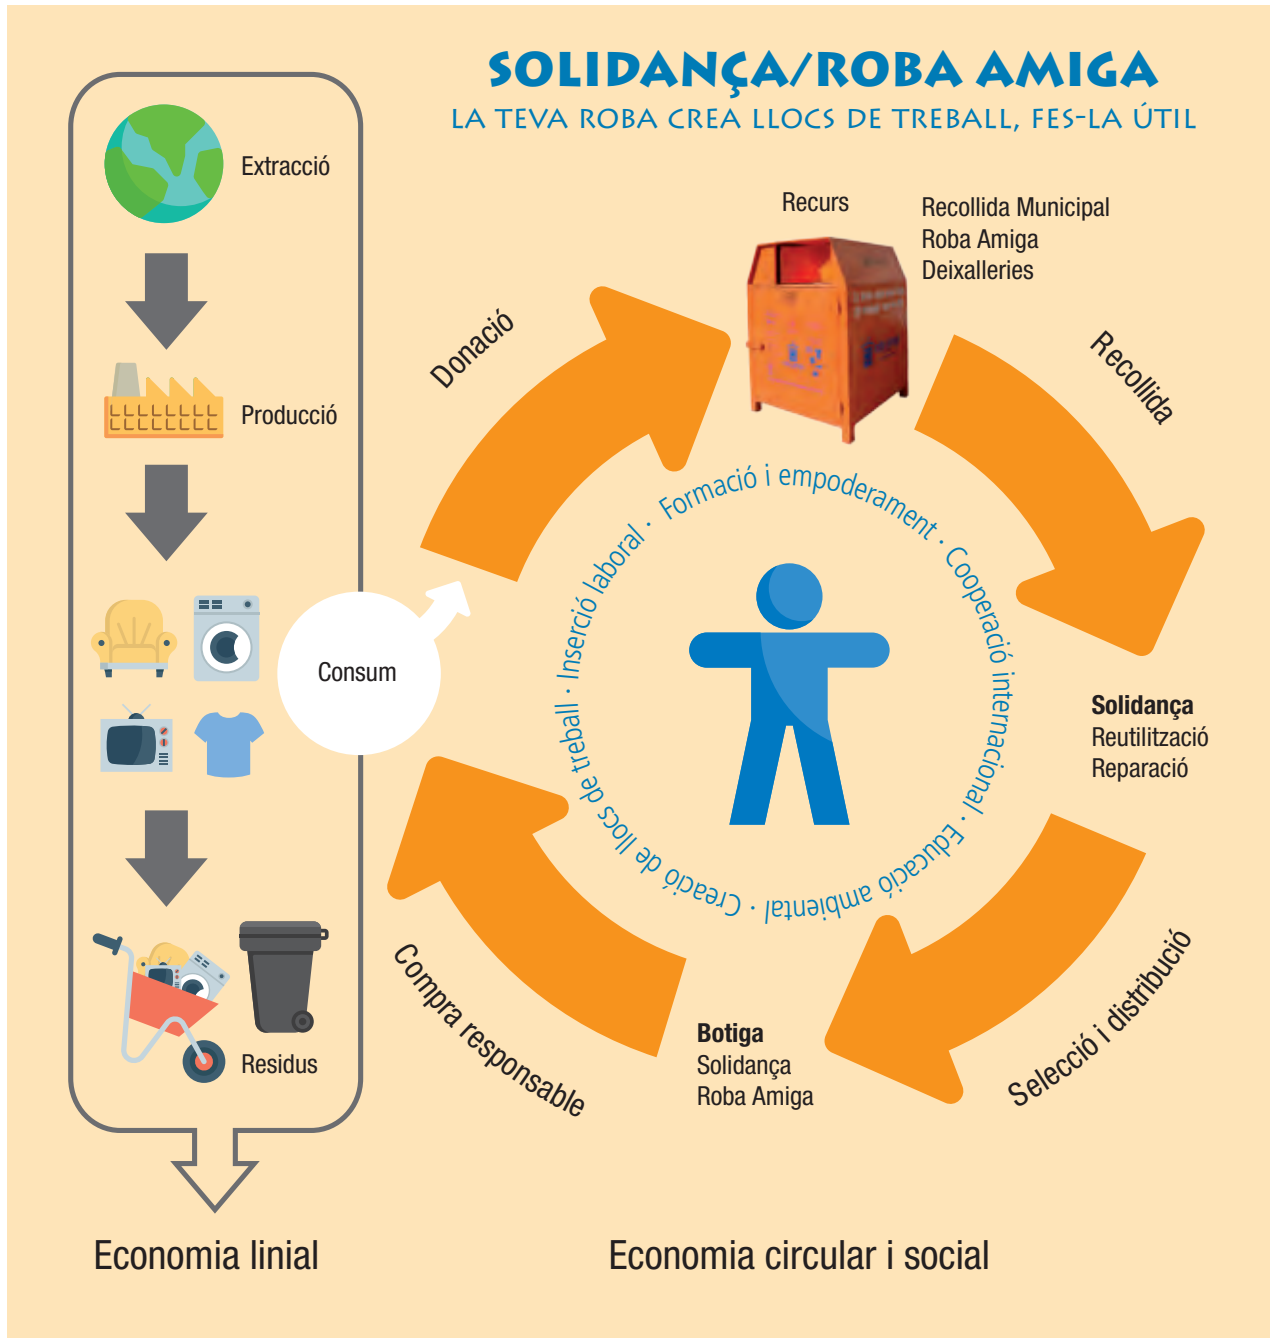 SOLIDANÇA/ROBA AMIGA
LA TEVA ROBA CREA LLOCS DE TREBALL, FES-LA ÚTIL
Extracció
Producció
Consum
Residus
Economia linial
Donació
Recurs
Recollida Municipal
Roba Amiga
Deixalleries
Recollida
Solidança
Reutilització
Reparació
Selecció i distribució
Botiga
Solidança
Roba Amiga
Compra responsable
Formació i empoderament · Cooperació internacional · Educació ambiental · Creació de llocs de treball · Inserció laboral ·
Economia circular i social